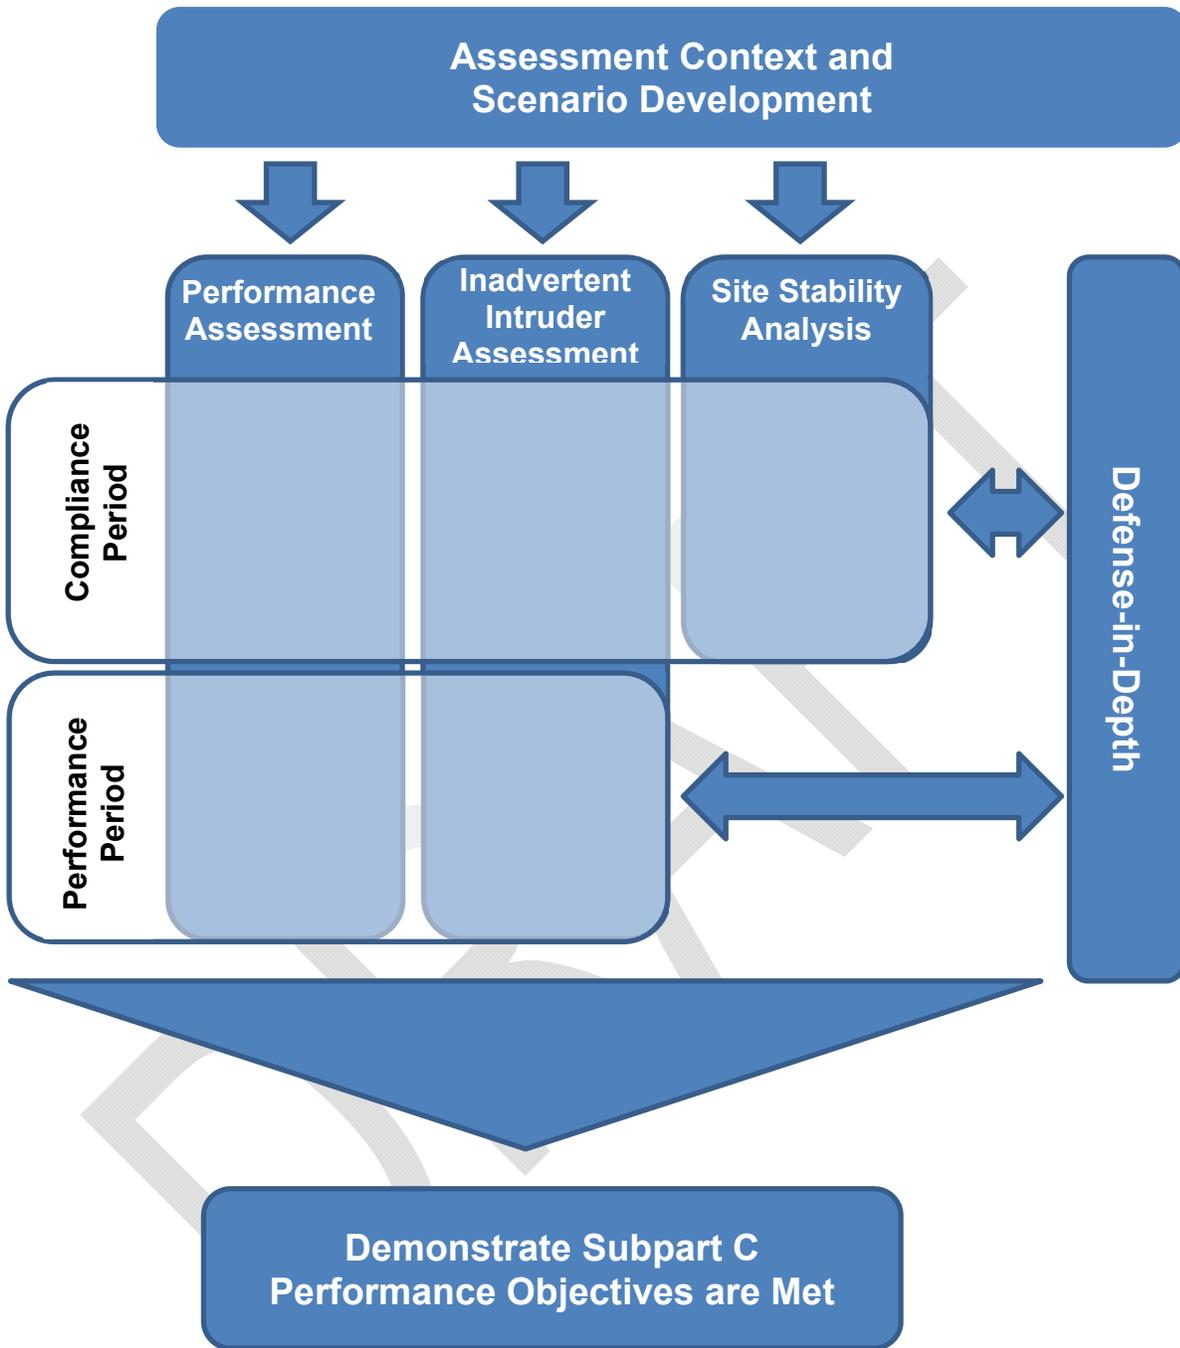 Assessment Context and
Scenario Development
Performance
Assessment
Inadvertent
Intruder
Assessment
Site Stability
Analysis
Compliance
Period
Performance
Period
Defense-in-Depth
Demonstrate Subpart C
Performance Objectives are Met
DRAFT